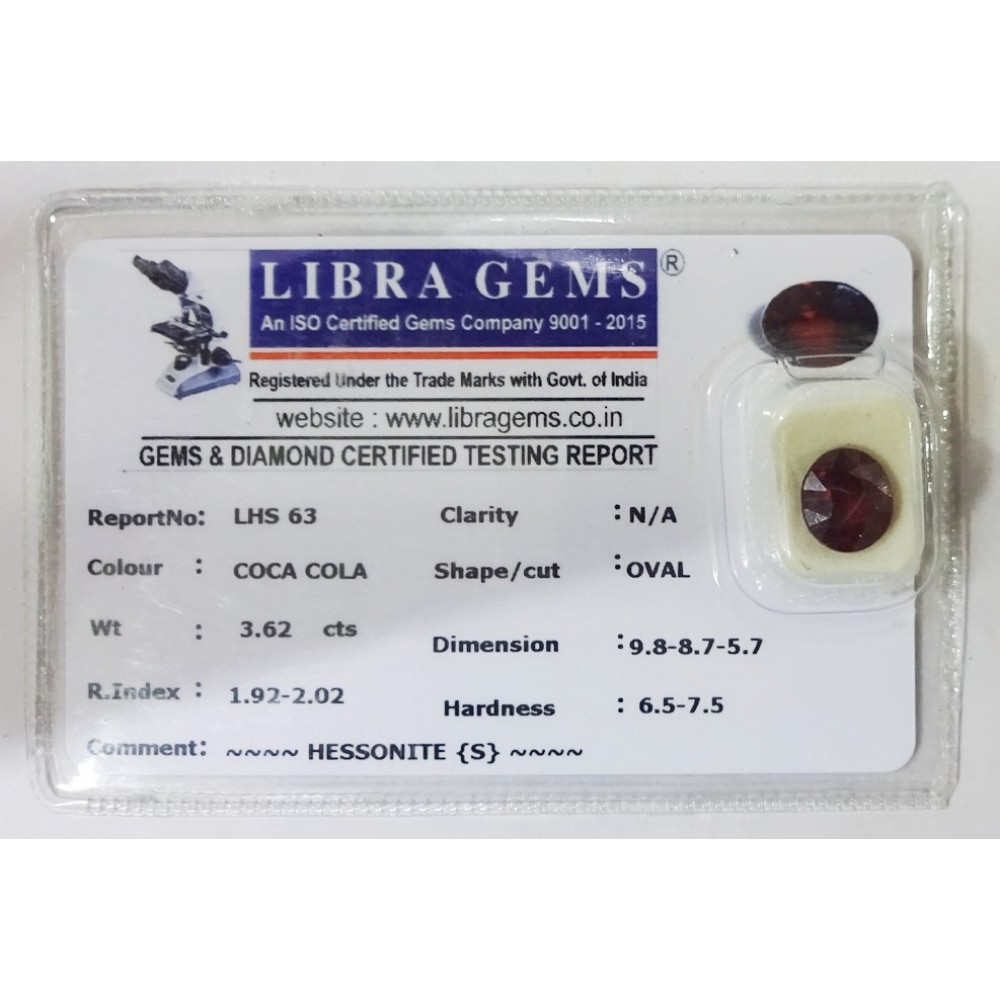 LIBRA GEMS ®
An ISO Certified Gems Company 9001 - 2015
Registered Under the Trade Marks with Govt. of India
website : www.libragems.co.in
GEMS & DIAMOND CERTIFIED TESTING REPORT
ReportNo: LHS 63 Clarity : N/A
Colour : COCA COLA Shape/cut : OVAL
Wt : 3.62 cts Dimension : 9.8-8.7-5.7
R.Index : 1.92-2.02 Hardness : 6.5-7.5
Comment: ~~~~ HESSONITE {S} ~~~~